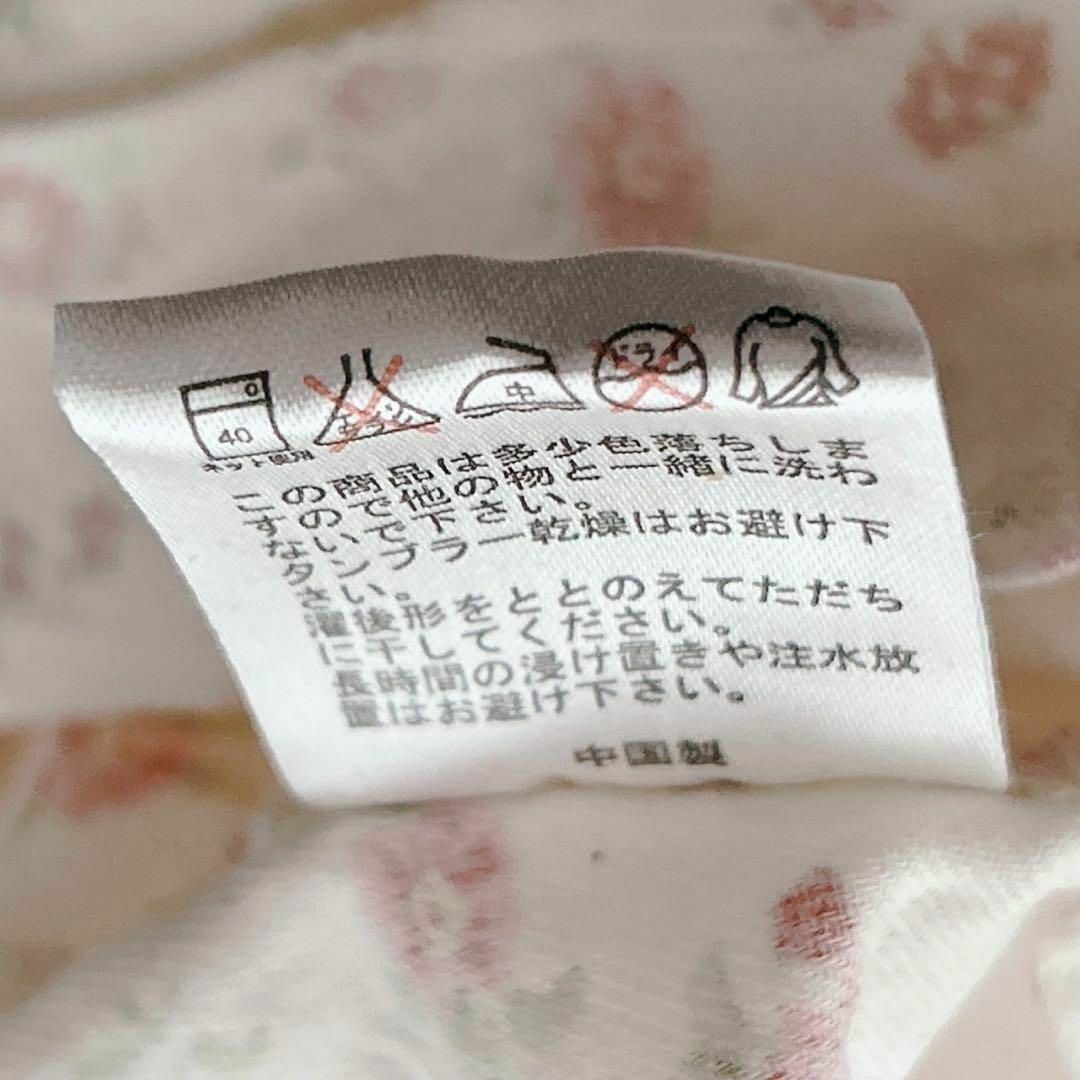 40
ネット使用
エンソ
中
ドライ
この商品は多少色落ちしま
すので他の物と一緒に洗わ
ないで下さい。
タンブラー乾燥はお避け下
さい。
濯後形をととのえてただち
に干してください。
長時間の浸け置きや注水放
置はお避け下さい。
中国製